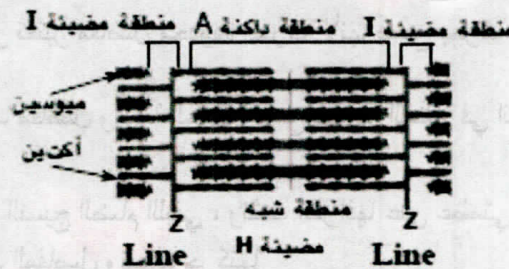 منطقة مضيئة I
منطقة داكنة A
منطقة مضيئة I
ميوسين
أكتين
Z
Z
منطقة شبه
مضيئة H
Line
Line